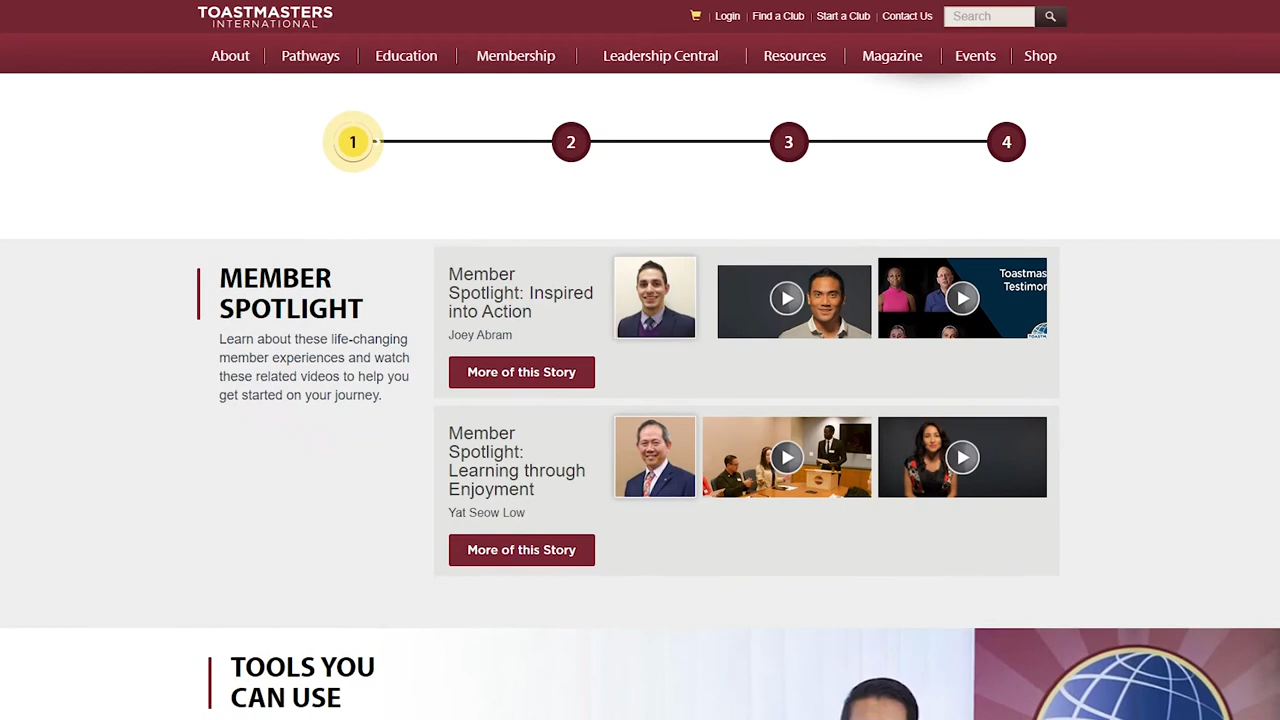 TOASTMASTERS
INTERNATIONAL
Login
Find a Club
Start a Club
Contact Us
Search
About
Pathways
Education
Membership
Leadership Central
Resources
Magazine
Events
Shop
1
2
3
4
MEMBER
SPOTLIGHT
Learn about these life-changing
member experiences and watch
these related videos to help you
get started on your journey.
Member
Spotlight: Inspired
into Action
Joey Abram
More of this Story
Toastmas
Testimor
Member
Spotlight:
Learning through
Enjoyment
Yat Seow Low
More of this Story
TOOLS YOU
CAN USE